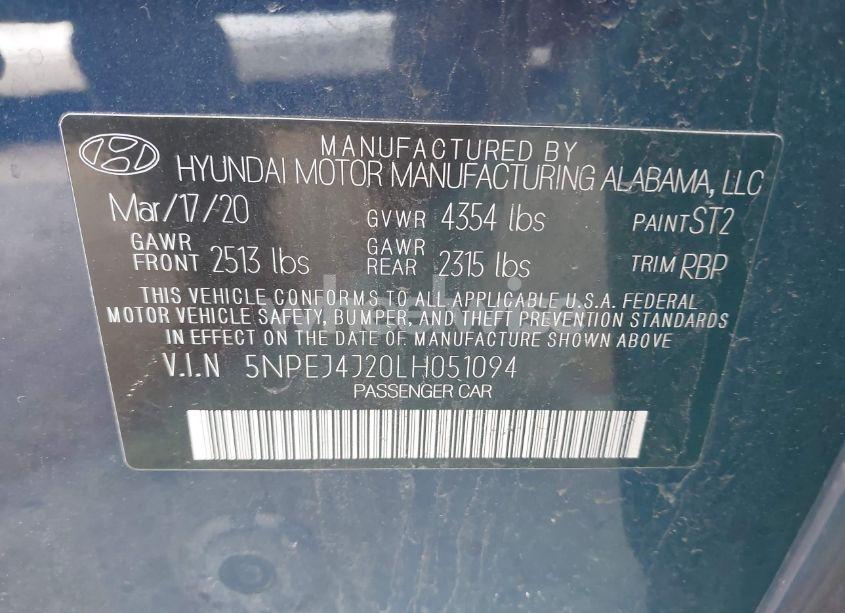 MANUFACTURED BY
HYUNDAI MOTOR MANUFACTURING ALABAMA, LLC
Mar/17/20 GVWR 4354 lbs PAINT ST2
GAWR FRONT 2513 lbs GAWR REAR 2315 lbs TRIM RBP
THIS VEHICLE CONFORMS TO ALL APPLICABLE U.S.A. FEDERAL
MOTOR VEHICLE SAFETY, BUMPER, AND THEFT PREVENTION STANDARDS
IN EFFECT ON THE DATE OF MANUFACTURE SHOWN ABOVE
V.I.N 5NPEJ4J20LH051094
PASSENGER CAR